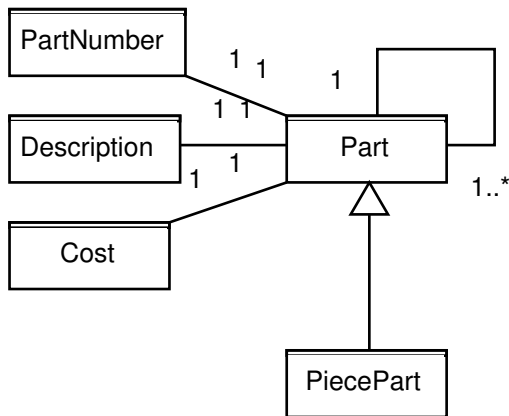 PartNumber
1 1 1
1 1
Description
Part
1 1
1..*
Cost
PiecePart